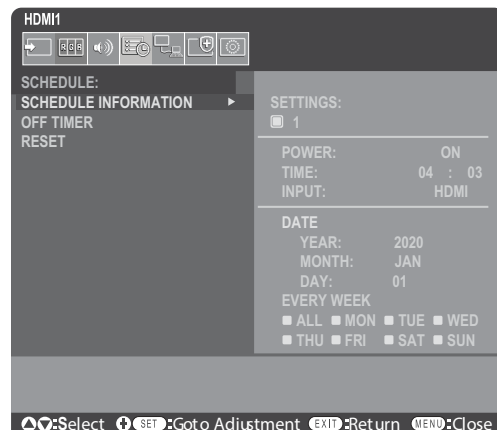 HDMI1
R G B
SCHEDULE:
SCHEDULE INFORMATION
OFF TIMER
RESET
SETTINGS:
1
POWER: ON
TIME: 04 : 03
INPUT: HDMI
DATE
YEAR: 2020
MONTH: JAN
DAY: 01
EVERY WEEK
ALL MON TUE WED
THU FRI SAT SUN
:Select SET :Goto Adjustment EXIT :Return MENU :Close